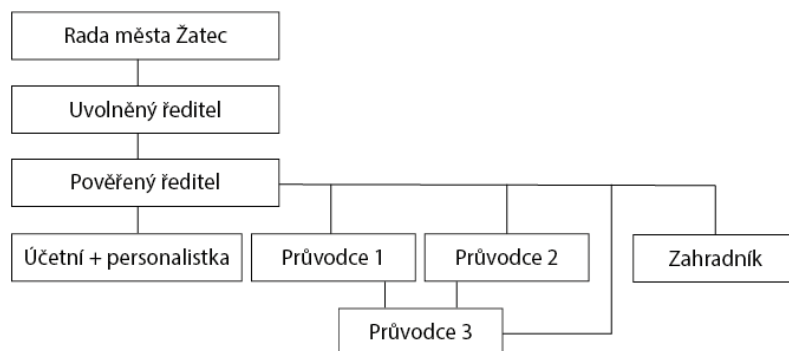 Rada města Žatec
Uvolněný ředitel
Pověřený ředitel
Účetní + personalistka
Průvodce 1
Průvodce 2
Zahradník
Průvodce 3